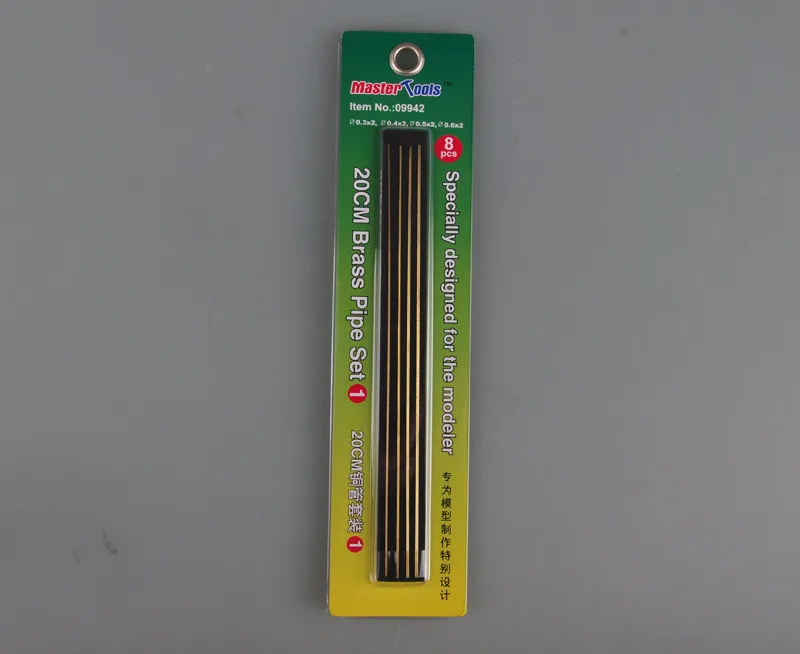 MasterTools™
Item No.:09942
Ø0.3x2, Ø0.4x2, Ø0.5x2, Ø0.6x2
8
pcs
Specially designed for the modeler
20CM Brass Pipe Set 1
20CM铜管套装 1
专为模型制作特别设计